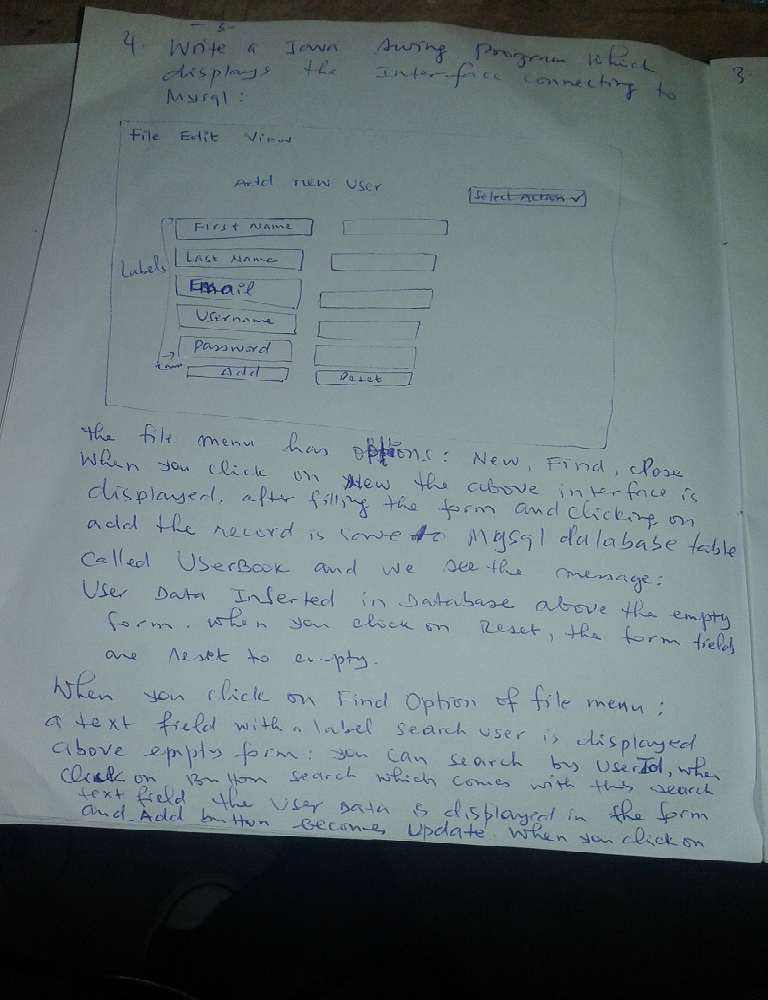 - 5 -
4. Write a Java Swing Program which
displays the Interface connecting to
Mysql:
File Edit View
Add new User
Select Action
First Name
Last Name
Email
Labels
Username
Password
Add
Reset
3.
The file menu has options: New, Find, close
When you click on New the above interface is
displayed, after filling the form and clicking on
add the record is save to Mysql database table
Called UserBook and we see the message:
User Data Inserted in Database above the empty
form. when you click on Reset, the form fields
are reset to empty.
When you click on Find Option of file menu:
a text field with a label search user is displayed
above empty form: you can search by UserId, when
click on Button search which comes with this search
text field the User Data is displayed in the form
and Add button becomes Update. When you click on